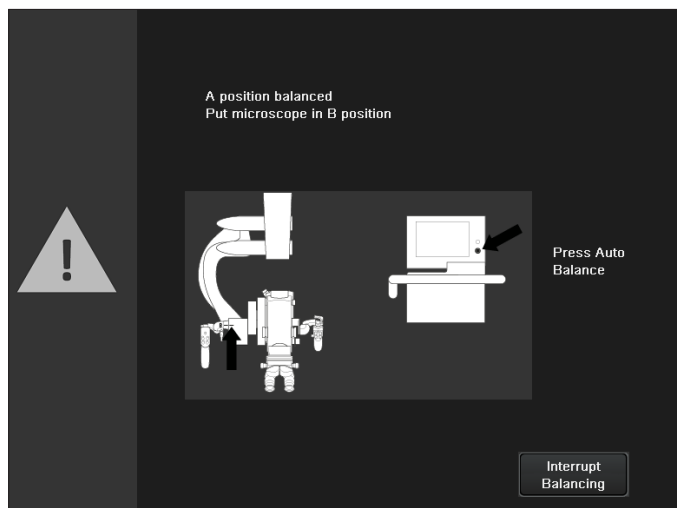 A position balanced
Put microscope in B position
Press Auto
Balance
Interrupt
Balancing